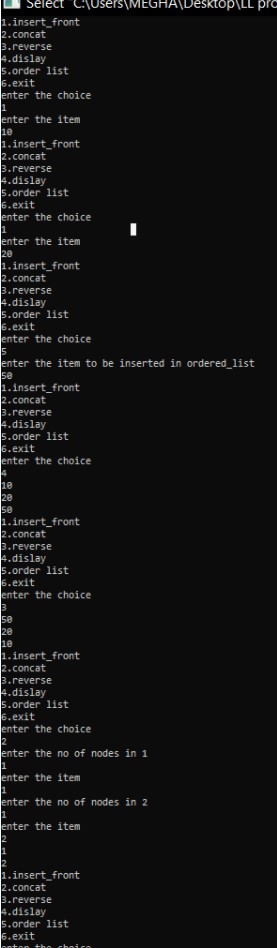 Select "C:\Users\MEGHA\Desktop\LL pro
1.insert_front
2.concat
3.reverse
4.dislay
5.order list
6.exit
enter the choice
1
enter the item
10
1.insert_front
2.concat
3.reverse
4.dislay
5.order list
6.exit
enter the choice
1
enter the item
20
1.insert_front
2.concat
3.reverse
4.dislay
5.order list
6.exit
enter the choice
5
enter the item to be inserted in ordered_list
50
1.insert_front
2.concat
3.reverse
4.dislay
5.order list
6.exit
enter the choice
4
10
20
50
1.insert_front
2.concat
3.reverse
4.dislay
5.order list
6.exit
enter the choice
3
50
20
10
1.insert_front
2.concat
3.reverse
4.dislay
5.order list
6.exit
enter the choice
2
enter the no of nodes in 1
1
enter the item
1
enter the no of nodes in 2
1
enter the item
2
1
2
1.insert_front
2.concat
3.reverse
4.dislay
5.order list
6.exit
enter the choice